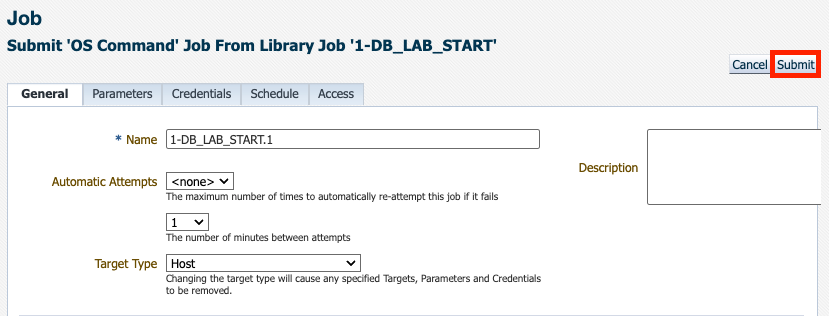 Job
Submit 'OS Command' Job From Library Job '1-DB_LAB_START'
Cancel Submit
General Parameters Credentials Schedule Access
* Name 1-DB_LAB_START.1
Description
Automatic Attempts <none>
The maximum number of times to automatically re-attempt this job if it fails
1
The number of minutes between attempts
Target Type Host
Changing the target type will cause any specified Targets, Parameters and Credentials
to be removed.